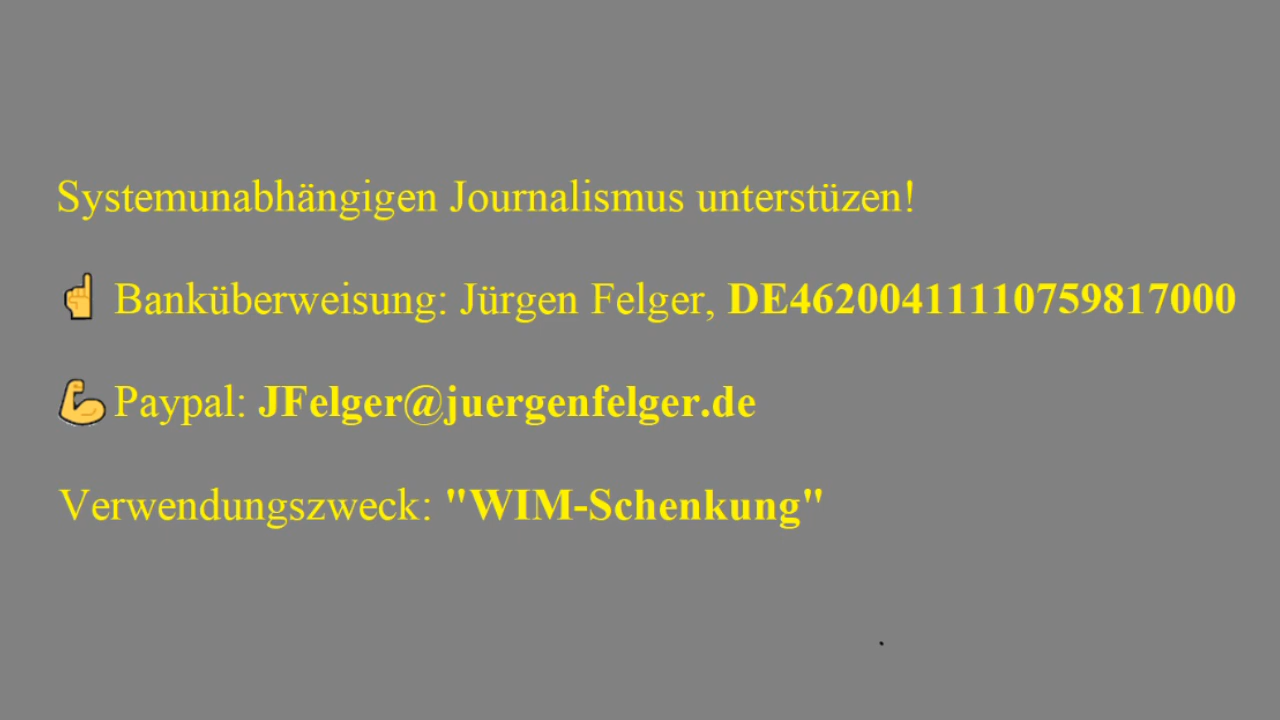 Systemunabhängigen Journalismus unterstüzen!
☝ Banküberweisung: Jürgen Felger, DE46200411110759817000
💪 Paypal: JFelger@juergenfelger.de
Verwendungszweck: "WIM-Schenkung"